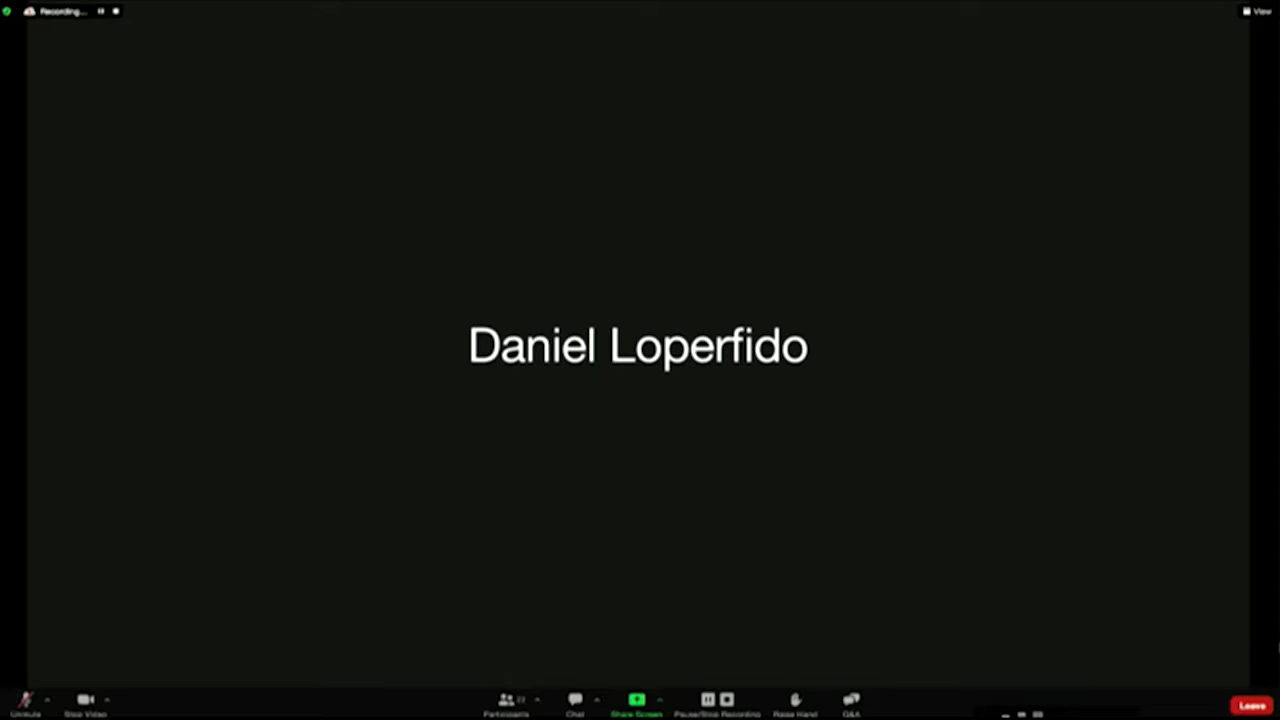 Recording...
View
Daniel Loperfido
Unmute
Stop Video
Participants
Chat
Share Screen
Pause/Stop Recording
Raise Hand
Q&A
Leave